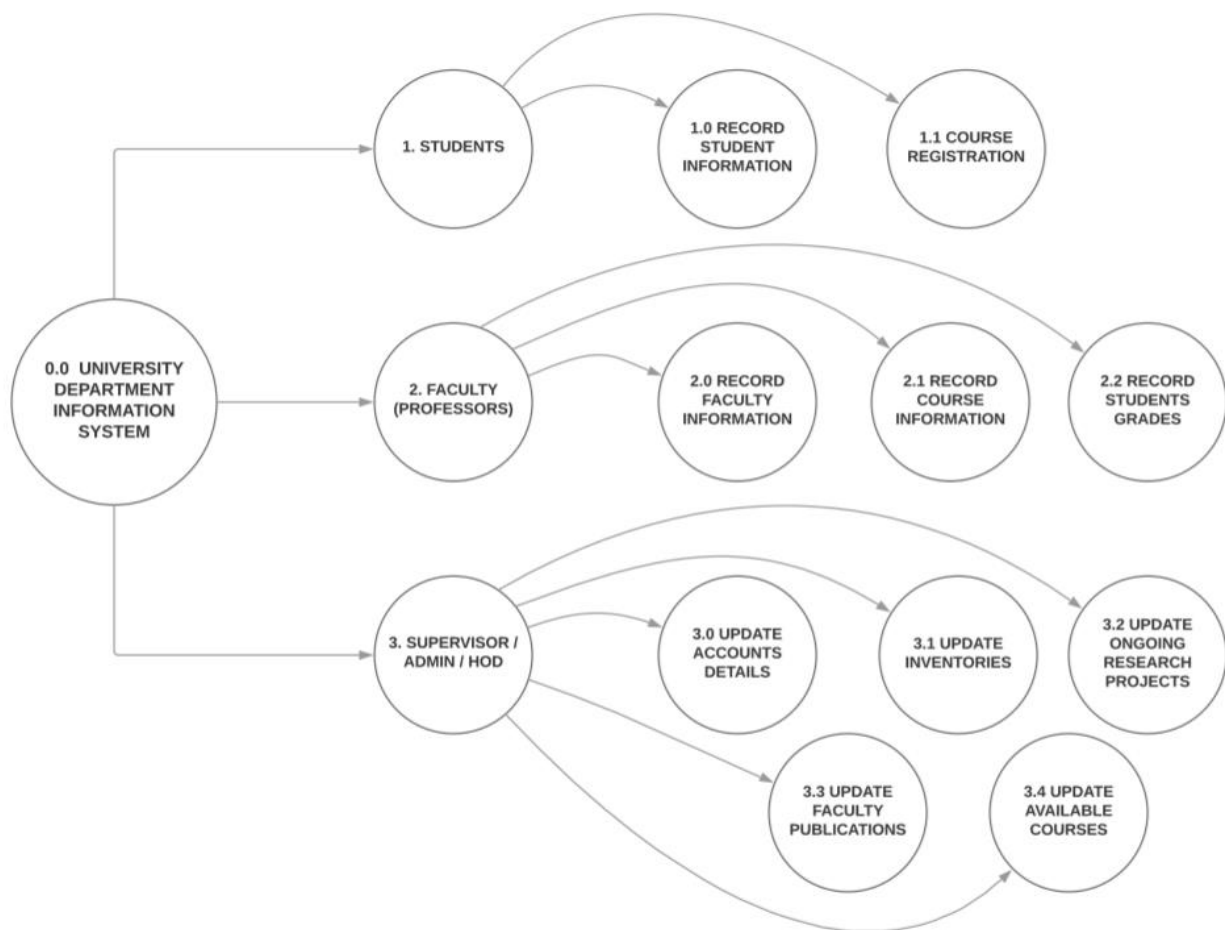 1. STUDENTS
1.0 RECORD
STUDENT
INFORMATION
1.1 COURSE
REGISTRATION
0.0 UNIVERSITY
DEPARTMENT
INFORMATION
SYSTEM
2. FACULTY
(PROFESSORS)
2.0 RECORD
FACULTY
INFORMATION
2.1 RECORD
COURSE
INFORMATION
2.2 RECORD
STUDENTS
GRADES
3. SUPERVISOR /
ADMIN / HOD
3.0 UPDATE
ACCOUNTS
DETAILS
3.1 UPDATE
INVENTORIES
3.2 UPDATE
ONGOING
RESEARCH
PROJECTS
3.3 UPDATE
FACULTY
PUBLICATIONS
3.4 UPDATE
AVAILABLE
COURSES